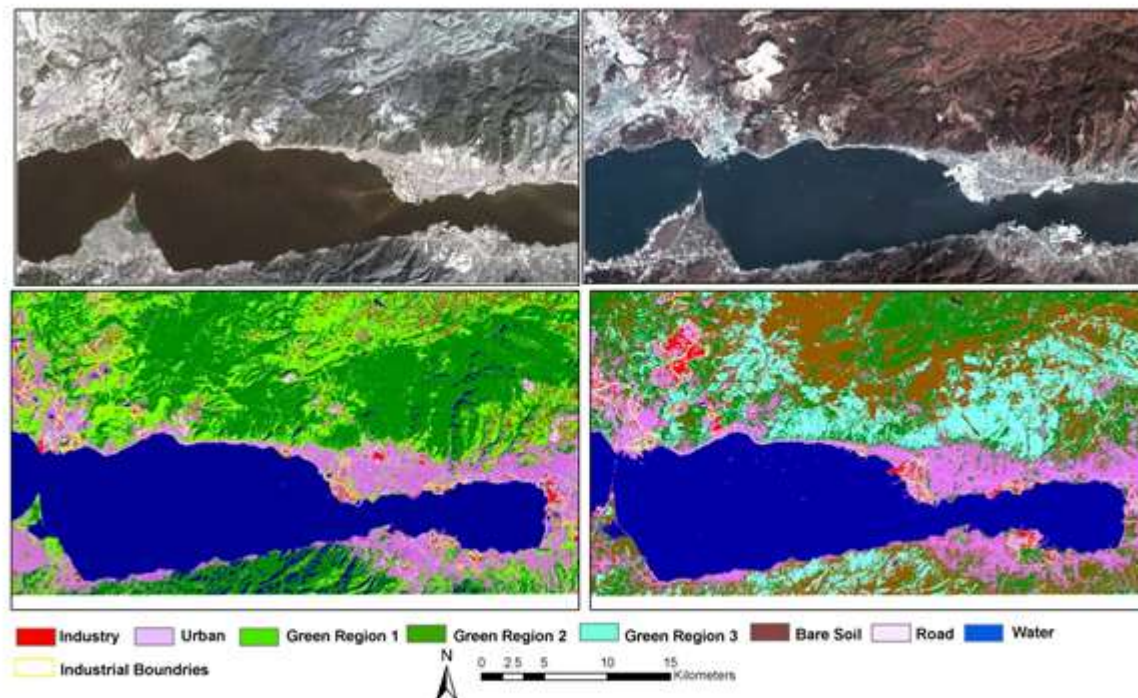 Industry Urban Green Region 1 Green Region 2 Green Region 3 Bare Soil Road Water
Industrial Boundries
N
0 2.5 5 10 15
Kilometers